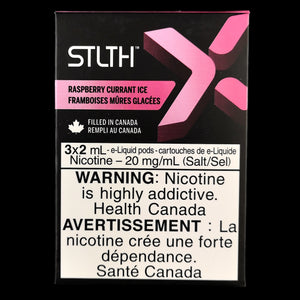 STLTH™
RASPBERRY CURRANT ICE
FRAMBOISES MÛRES GLACÉES
FILLED IN CANADA
REMPLI AU CANADA
3x2 mL - e-Liquid pods - cartouches de e-Liquide
Nicotine – 20 mg/mL (Salt/Sel)
WARNING: Nicotine
is highly addictive.
Health Canada
AVERTISSEMENT : La
nicotine crée une forte
dépendance.
Santé Canada